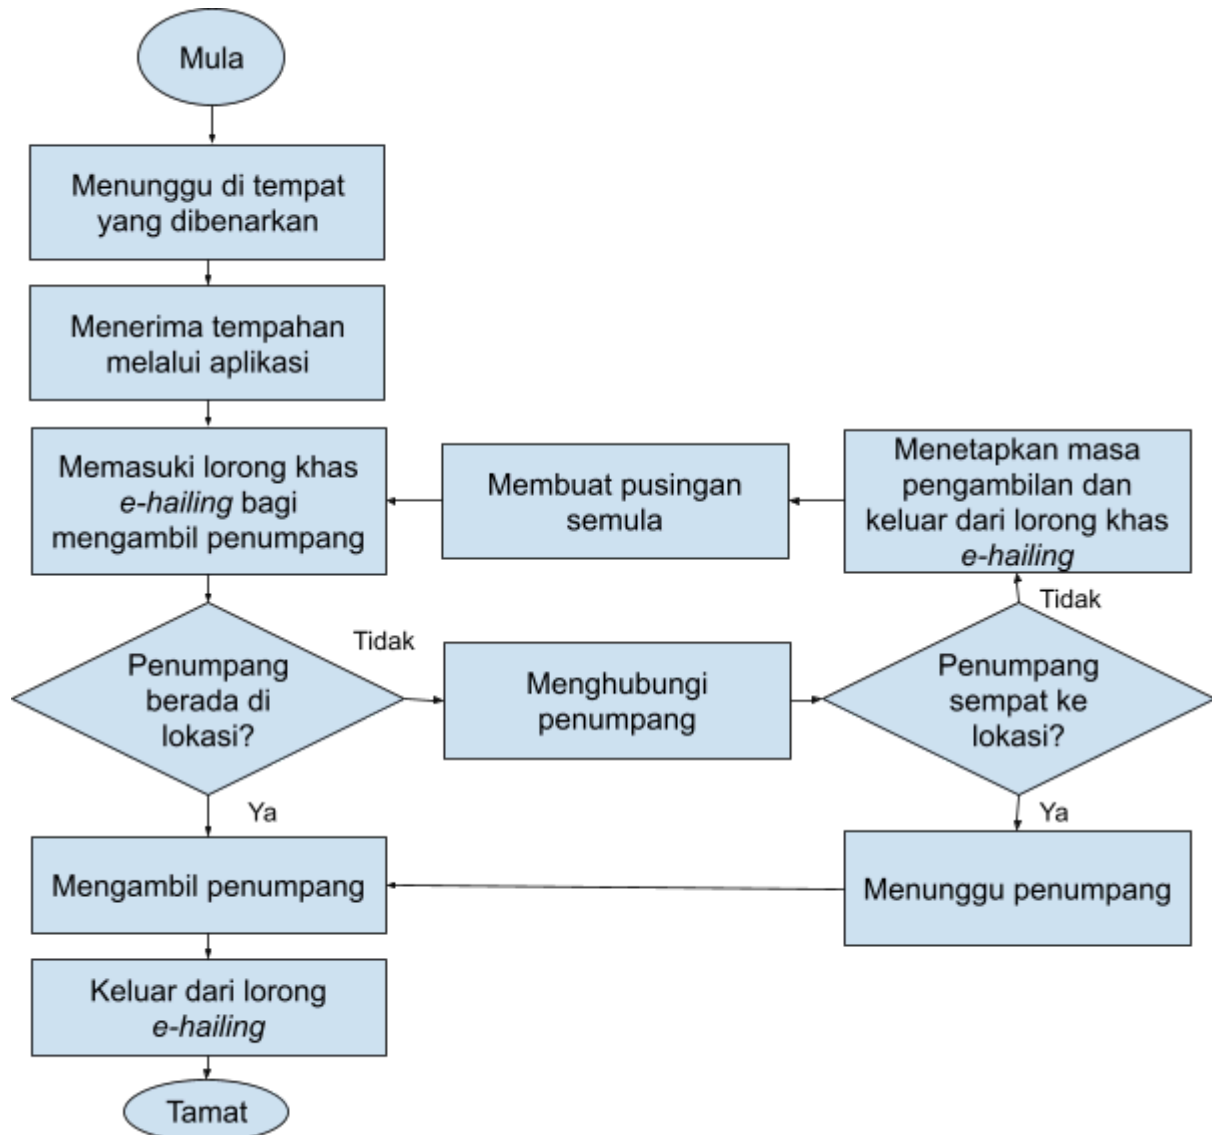 Mula
Menunggu di tempat
yang dibenarkan
Menerima tempahan
melalui aplikasi
Memasuki lorong khas
e-hailing bagi
mengambil penumpang
Membuat pusingan
semula
Menetapkan masa
pengambilan dan
keluar dari lorong khas
e-hailing
Tidak
Penumpang
berada di
lokasi?
Tidak
Menghubungi
penumpang
Penumpang
sempat ke
lokasi?
Ya
Ya
Mengambil penumpang
Menunggu penumpang
Keluar dari lorong
e-hailing
Tamat